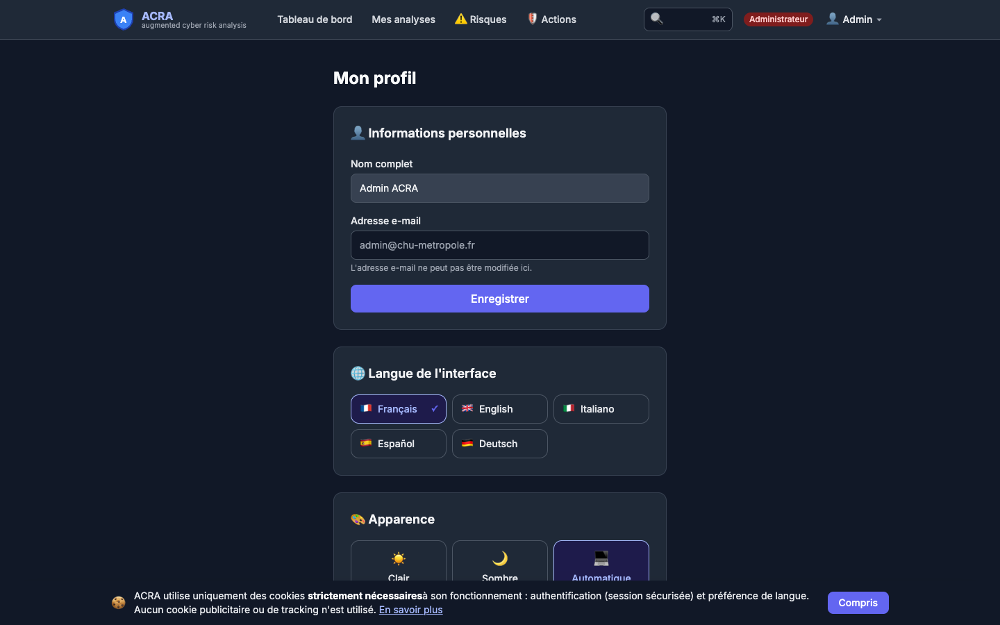 A
ACRA
augmented cyber risk analysis
Tableau de bord
Mes analyses
Risques
Actions
⌘K
Administrateur
Admin
Mon profil
Informations personnelles
Nom complet
Admin ACRA
Adresse e-mail
admin@chu-metropole.fr
L'adresse e-mail ne peut pas être modifiée ici.
Enregistrer
Langue de l'interface
Français ✓
English
Italiano
Español
Deutsch
Apparence
Clair
Sombre
Automatique
ACRA utilise uniquement des cookies strictement nécessairesà son fonctionnement : authentification (session sécurisée) et préférence de langue.
Aucun cookie publicitaire ou de tracking n'est utilisé. En savoir plus
Compris